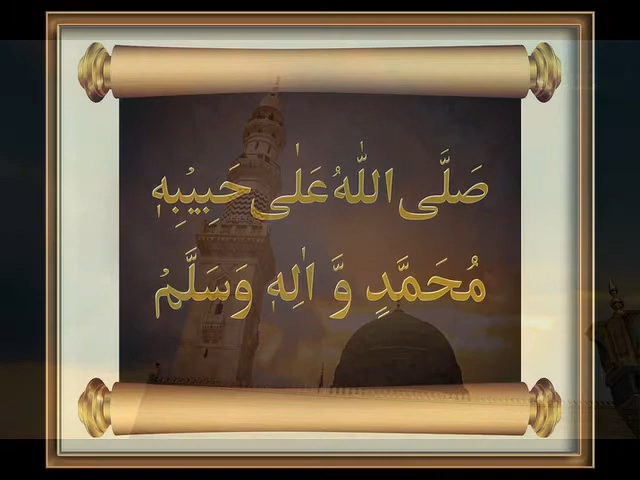 صَلَّى اللّٰهُ عَلٰى حَبِيْبِهٖ
مُحَمَّدٍ وَّ اٰلِهٖ وَسَلَّمْ